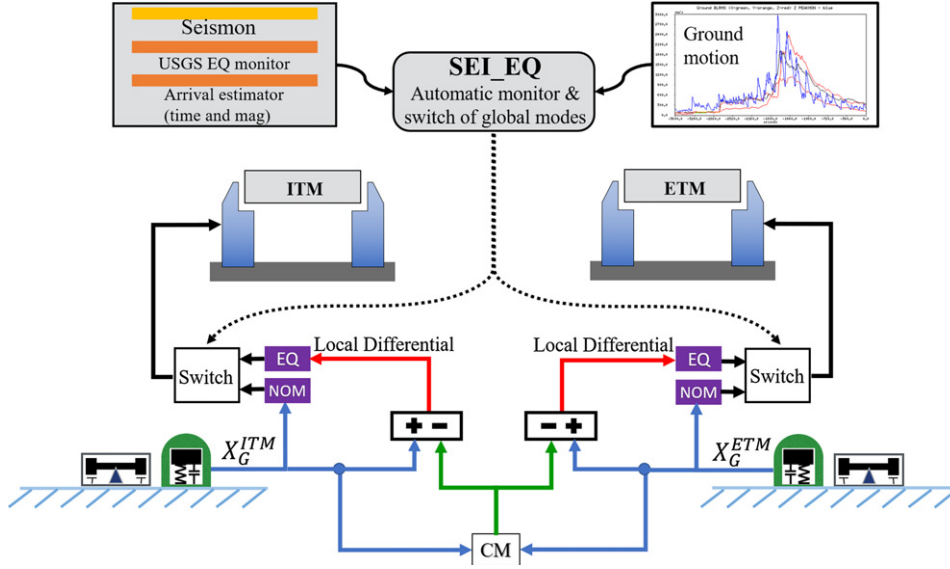 Seismon
USGS EQ monitor
Arrival estimator
(time and mag)
SEI_EQ
Automatic monitor &
switch of global modes
Ground
motion
ITM
ETM
Local Differential
Local Differential
EQ
EQ
Switch
Switch
NOM
NOM
+ -
- +
X_G^ITM
X_G^ETM
CM